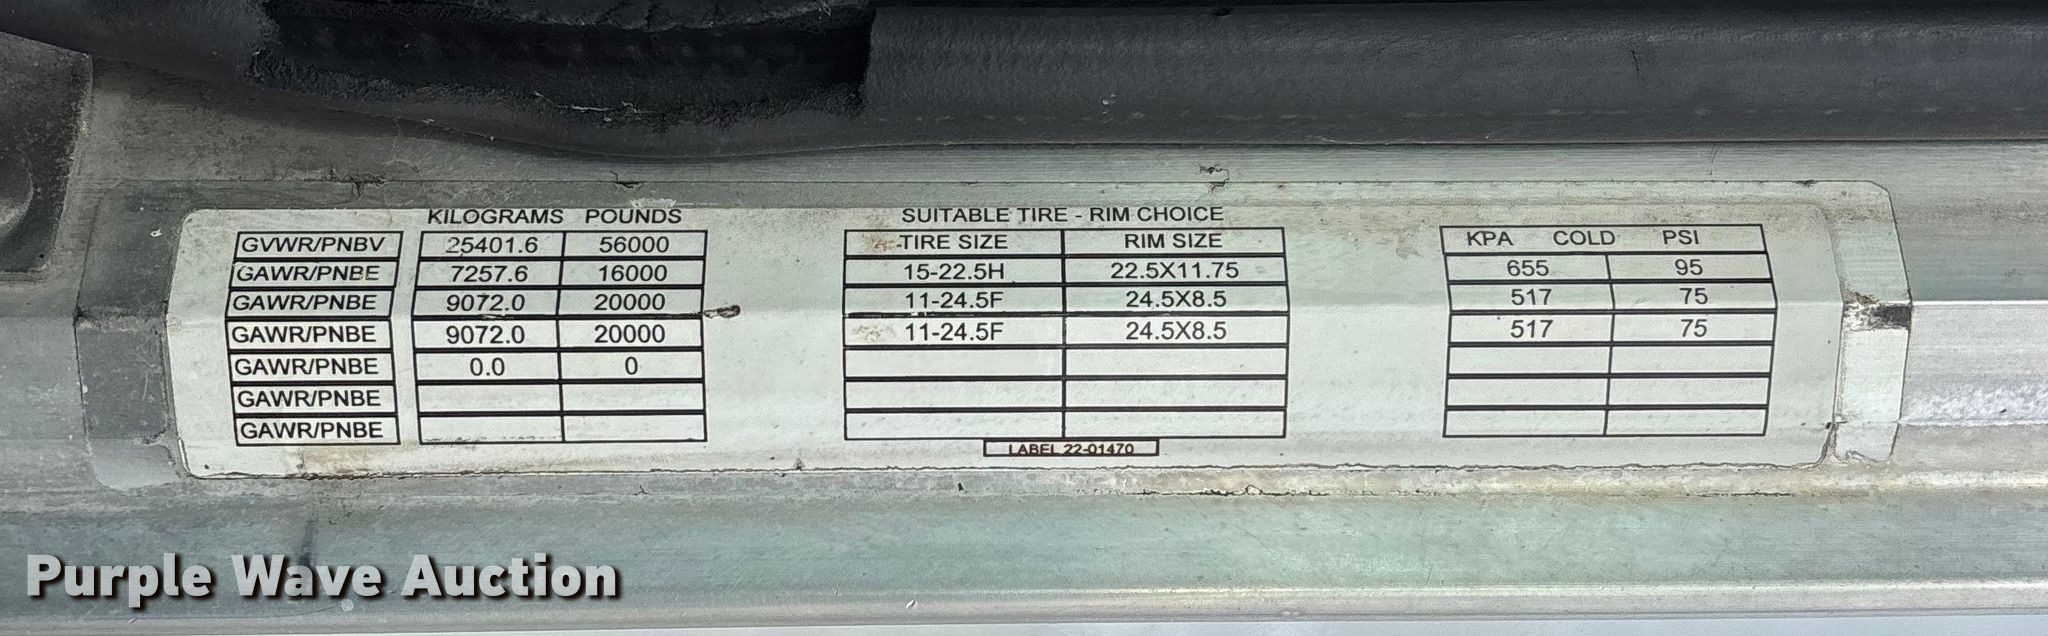 KILOGRAMS POUNDS SUITABLE TIRE - RIM CHOICE
GVWR/PNBV 25401.6 56000 TIRE SIZE RIM SIZE KPA COLD PSI
GAWR/PNBE 7257.6 16000 15-22.5H 22.5X11.75 655 95
GAWR/PNBE 9072.0 20000 11-24.5F 24.5X8.5 517 75
GAWR/PNBE 9072.0 20000 11-24.5F 24.5X8.5 517 75
GAWR/PNBE 0.0 0
GAWR/PNBE
GAWR/PNBE
LABEL 22-01470
Purple Wave Auction